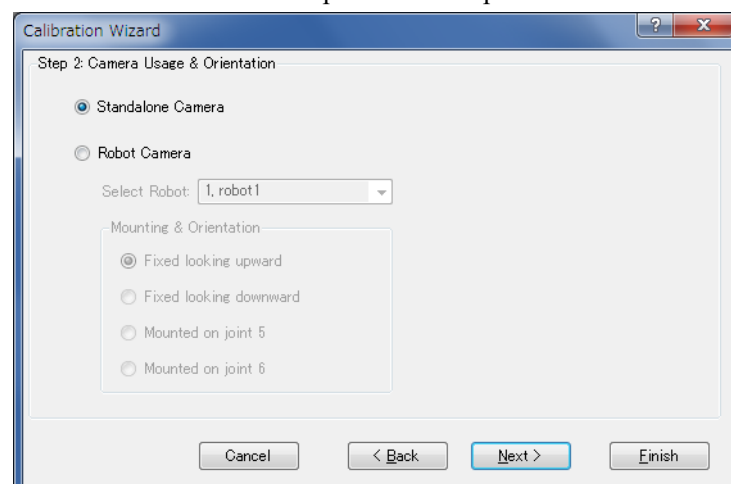 Calibration Wizard
Step 2: Camera Usage & Orientation
Standalone Camera
Robot Camera
Select Robot: 1, robot1
Mounting & Orientation
Fixed looking upward
Fixed looking downward
Mounted on joint 5
Mounted on joint 6
Cancel < Back Next > Finish